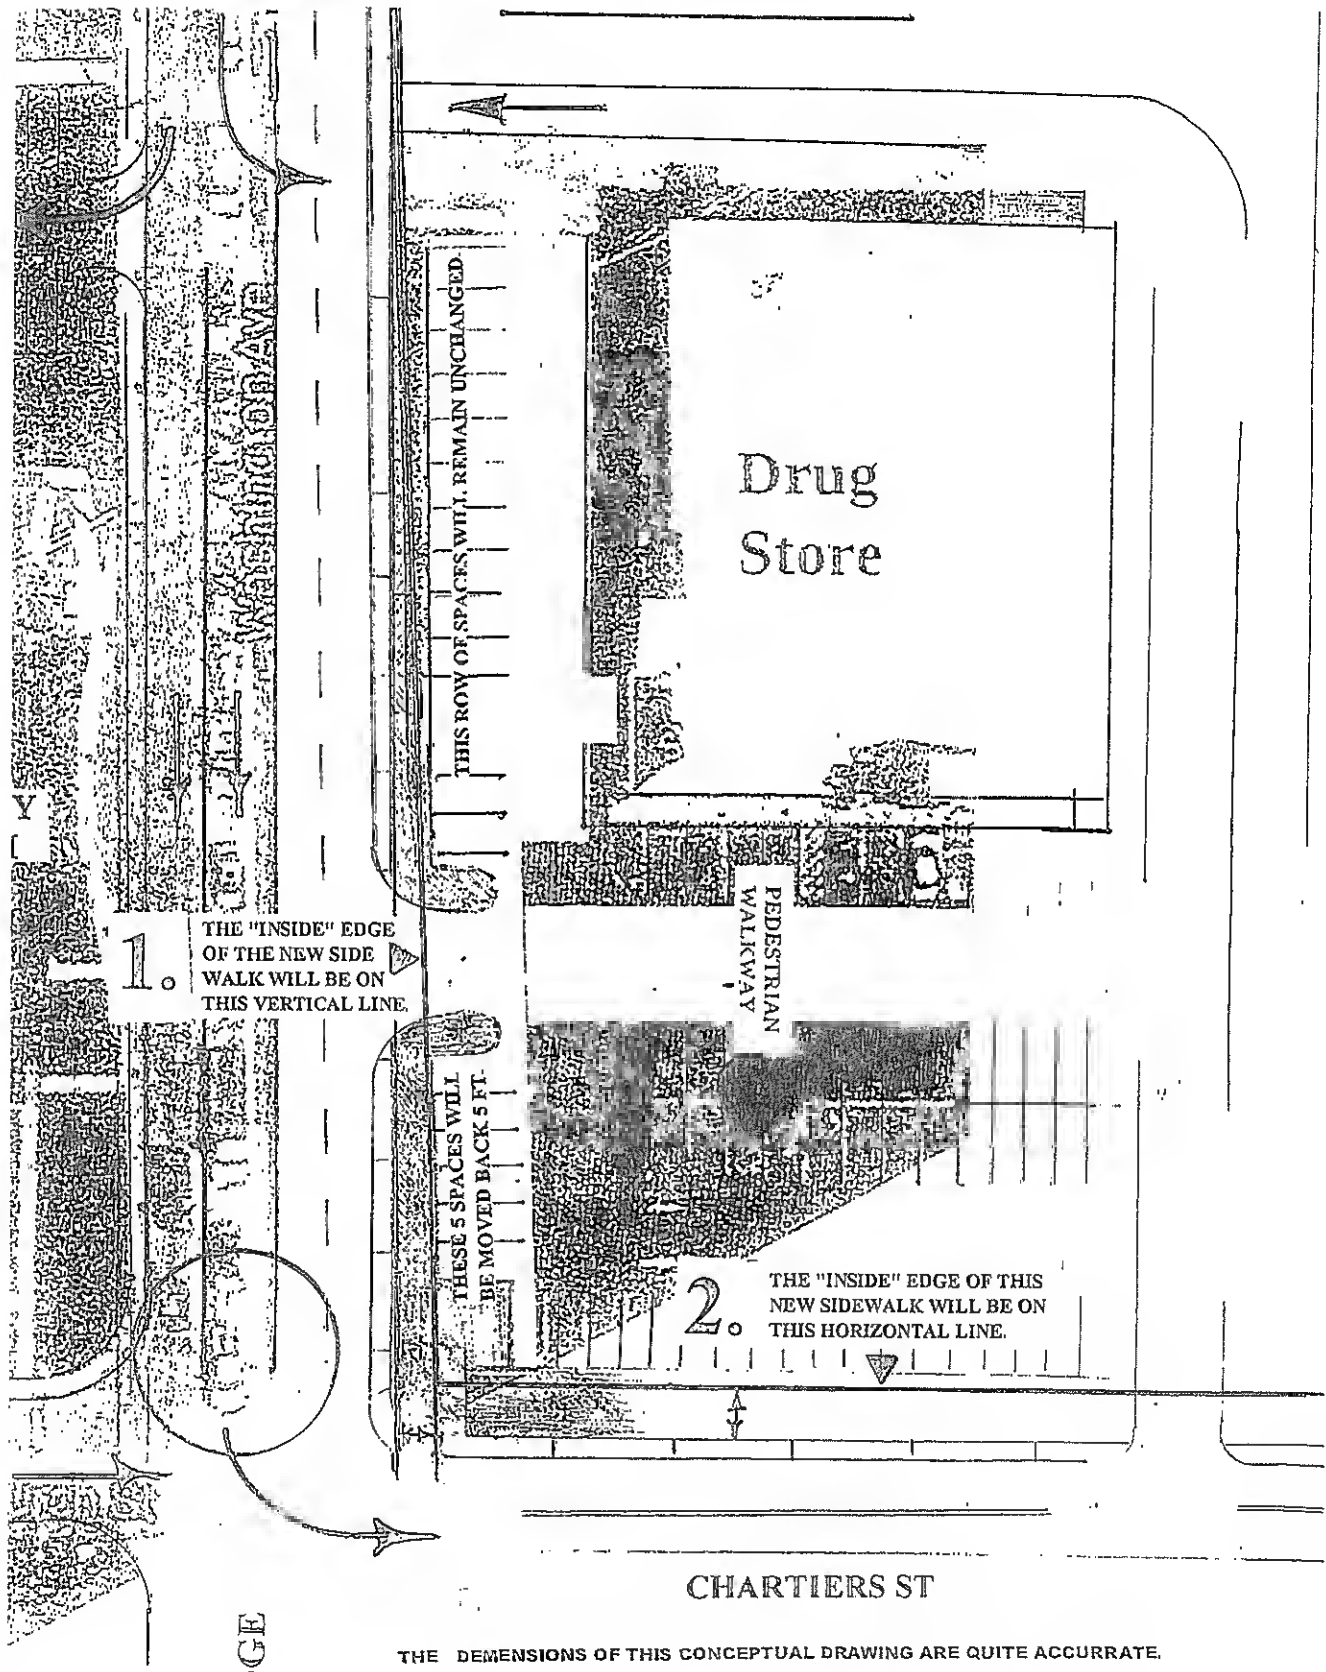 THIS ROW OF SPACES WILL REMAIN UNCHANGED
WASHINGTON AVE
Drug
Store
Y
PEDESTRIAN
WALKWAY
1.
THE "INSIDE" EDGE
OF THE NEW SIDE
WALK WILL BE ON
THIS VERTICAL LINE.
THESE 5 SPACES WILL
BE MOVED BACK 5 FT.
2.
THE "INSIDE" EDGE OF THIS
NEW SIDEWALK WILL BE ON
THIS HORIZONTAL LINE.
CHARTIERS ST
GE
THE DEMENSIONS OF THIS CONCEPTUAL DRAWING ARE QUITE ACCURRATE.